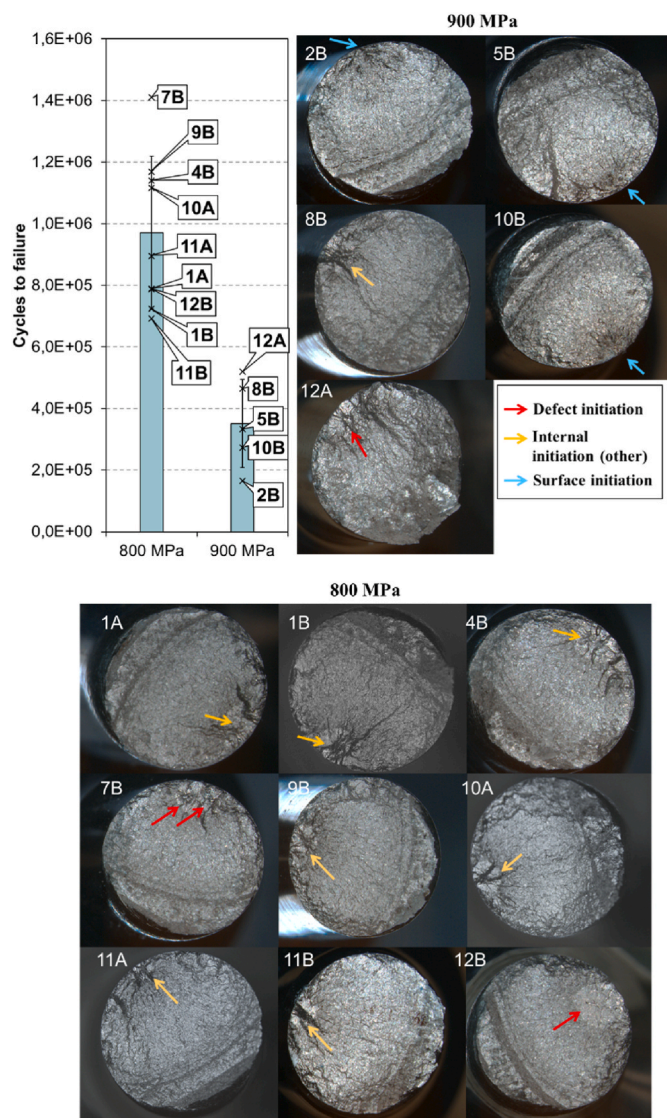 900 MPa
1,6E+06
1,4E+06
1,2E+06
1,0E+06
8,0E+05
6,0E+05
4,0E+05
2,0E+05
0,0E+00
Cycles to failure
7B
9B
4B
10A
11A
1A
12B
1B
11B
12A
8B
5B
10B
2B
800 MPa
900 MPa
2B
5B
8B
10B
12A
Defect initiation
Internal
initiation (other)
Surface initiation
800 MPa
1A
1B
4B
7B
9B
10A
11A
11B
12B